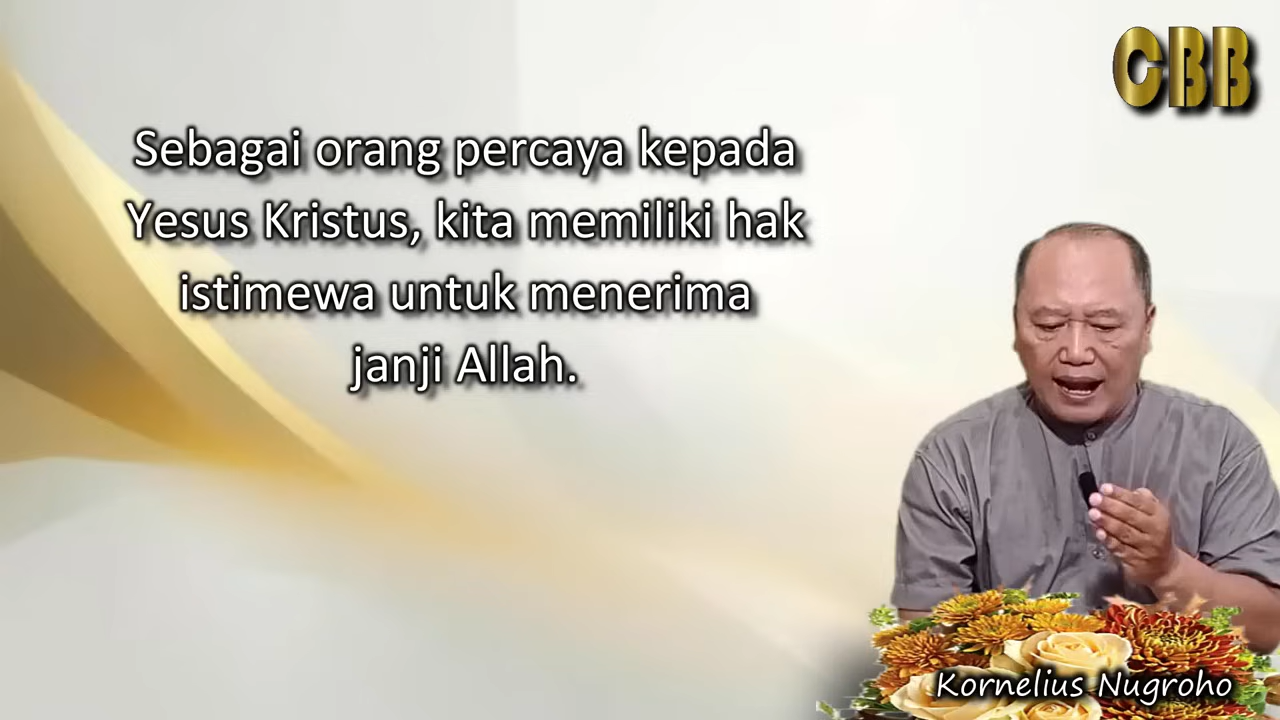 CBB
Sebagai orang percaya kepada
Yesus Kristus, kita memiliki hak
istimewa untuk menerima
janji Allah.
Kornelius Nugroho